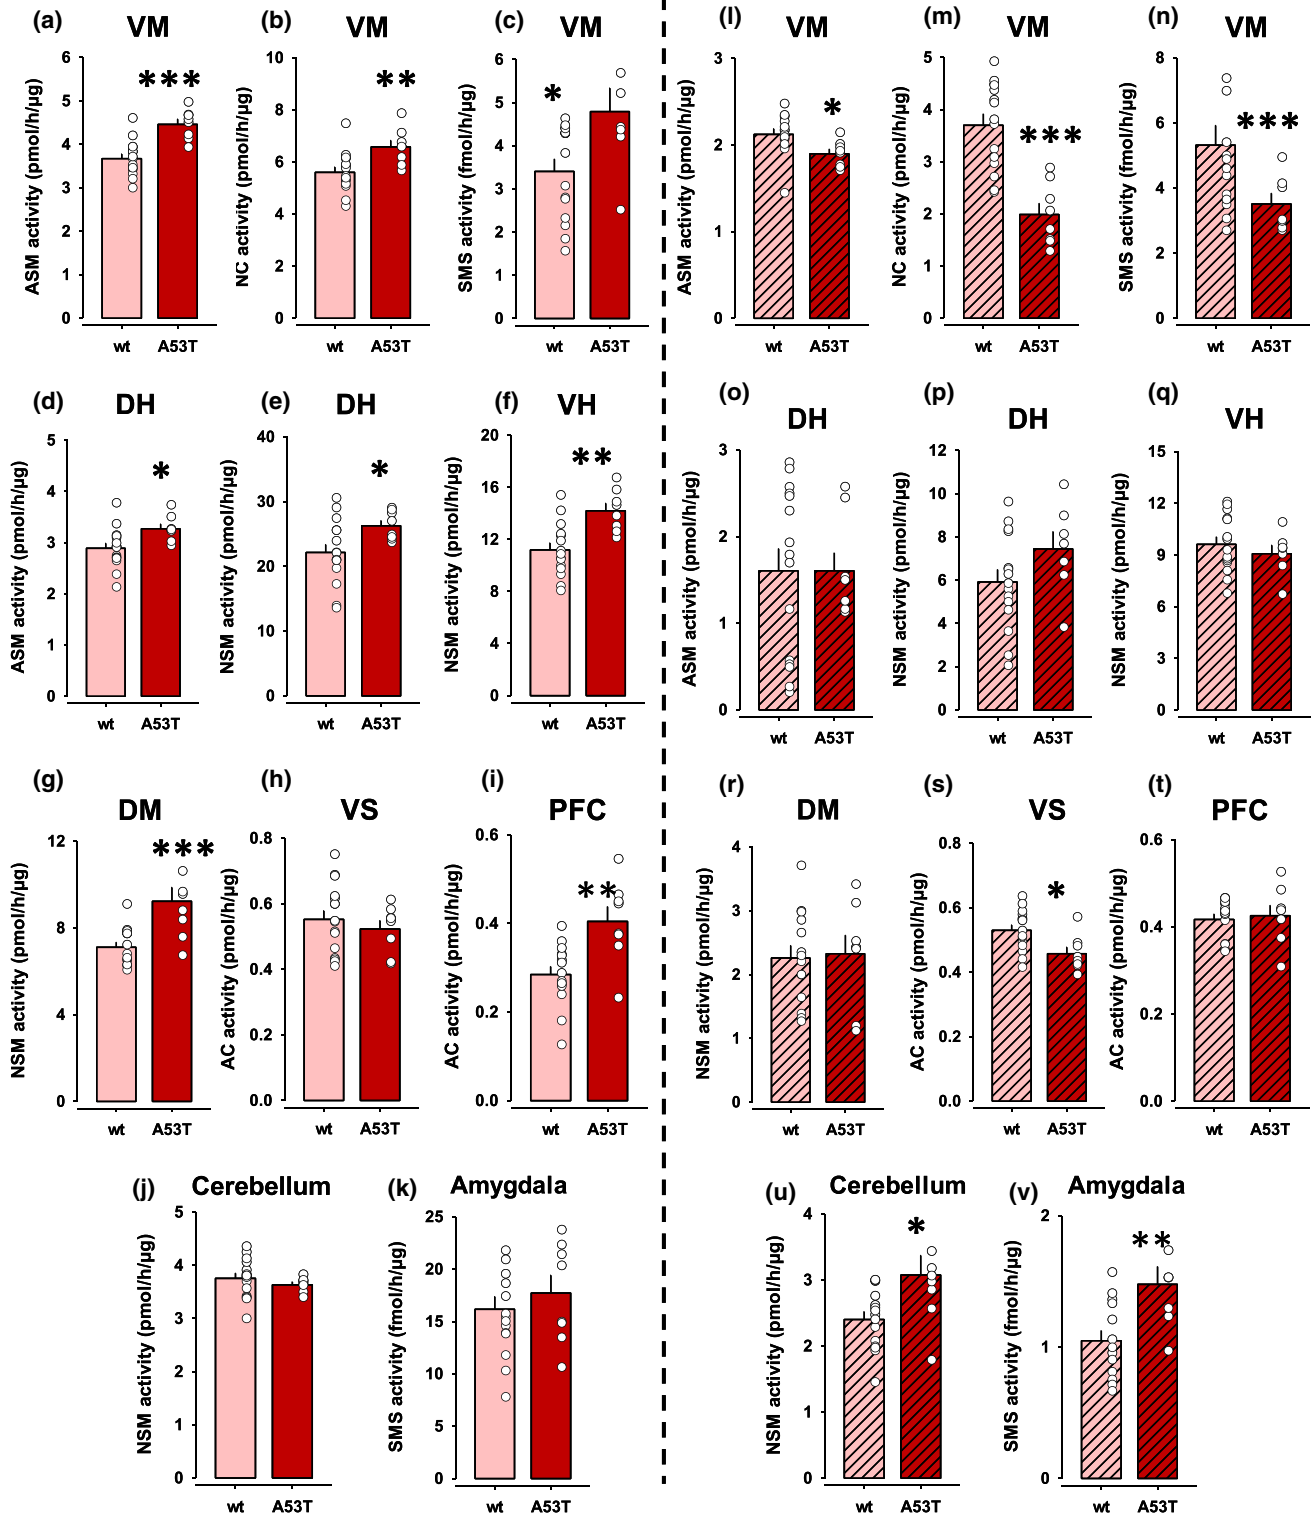 (a) VM
ASM activity (pmol/h/µg)
6
5
4
3
2
1
0
***
wt A53T
(b) VM
NC activity (pmol/h/µg)
10
8
6
4
2
0
**
wt A53T
(c) VM
SMS activity (fmol/h/µg)
6
5
4
3
2
1
0
*
wt A53T
(l) VM
ASM activity (pmol/h/µg)
3
2
1
0
*
wt A53T
(m) VM
NC activity (pmol/h/µg)
5
4
3
2
1
0
***
wt A53T
(n) VM
SMS activity (fmol/h/µg)
8
6
4
2
0
***
wt A53T
(d) DH
ASM activity (pmol/h/µg)
5
4
3
2
1
0
*
wt A53T
(e) DH
NSM activity (pmol/h/µg)
40
30
20
10
0
*
wt A53T
(f) VH
NSM activity (pmol/h/µg)
20
16
12
8
4
0
**
wt A53T
(o) DH
ASM activity (pmol/h/µg)
3
2
1
0
wt A53T
(p) DH
NSM activity (pmol/h/µg)
12
10
8
6
4
2
0
wt A53T
(q) VH
NSM activity (pmol/h/µg)
15
12
9
6
3
0
wt A53T
(g) DM
NSM activity (pmol/h/µg)
12
8
4
0
***
wt A53T
(h) VS
AC activity (pmol/h/µg)
0.8
0.6
0.4
0.2
0.0
wt A53T
(i) PFC
AC activity (pmol/h/µg)
0.6
0.4
0.2
0.0
**
wt A53T
(r) DM
NSM activity (pmol/h/µg)
4
3
2
1
0
wt A53T
(s) VS
AC activity (pmol/h/µg)
0.8
0.6
0.4
0.2
0.0
*
wt A53T
(t) PFC
AC activity (pmol/h/µg)
0.6
0.4
0.2
0.0
wt A53T
(j) Cerebellum
NSM activity (pmol/h/µg)
5
4
3
2
1
0
wt A53T
(k) Amygdala
SMS activity (fmol/h/µg)
25
20
15
10
5
0
wt A53T
(u) Cerebellum
NSM activity (pmol/h/µg)
4
3
2
1
0
*
wt A53T
(v) Amygdala
SMS activity (fmol/h/µg)
2
1
0
**
wt A53T